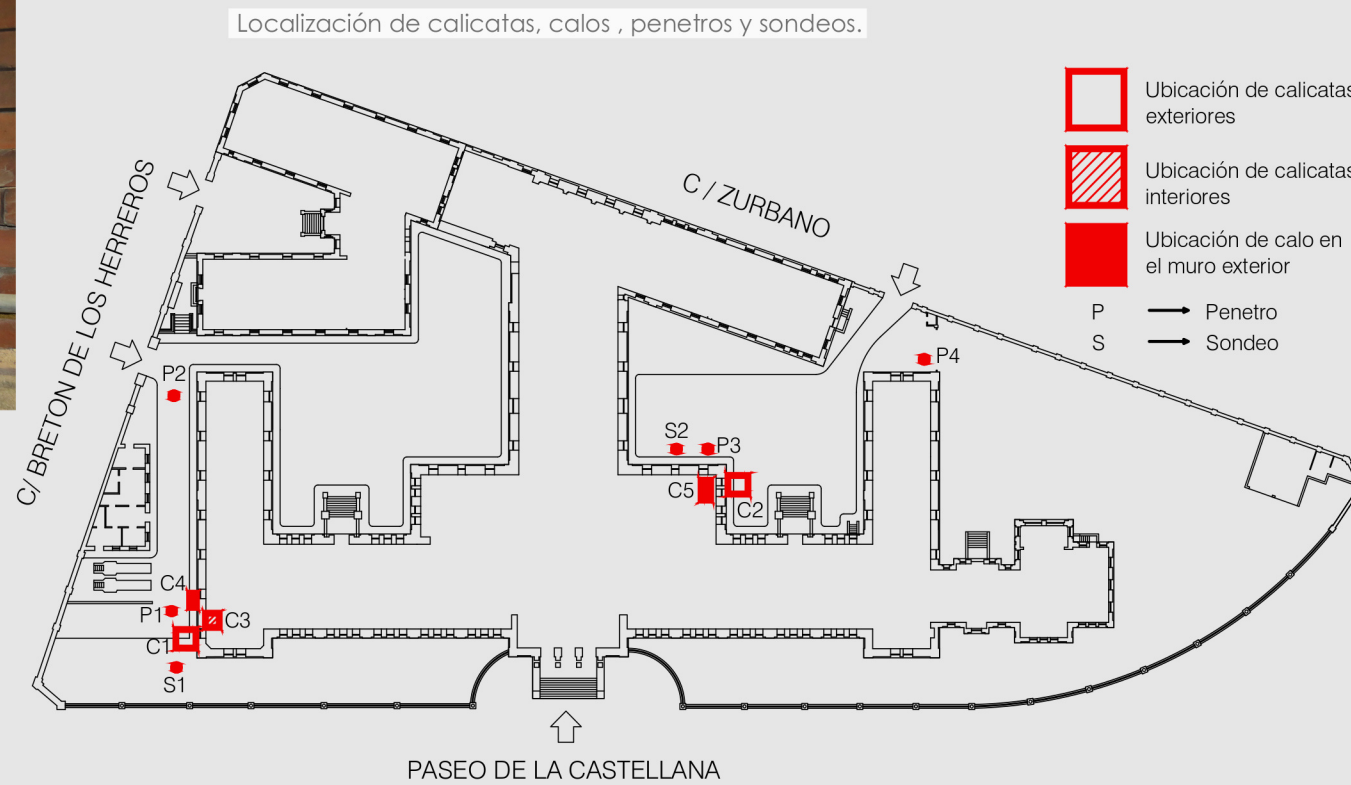 Localización de calicatas, calos , penetros y sondeos.
Ubicación de calicatas
exteriores
Ubicación de calicatas
interiores
Ubicación de calo en
el muro exterior
P → Penetro
S → Sondeo
C/BRETON DE LOS HERREROS
C / ZURBANO
P2
P4
S2
P3
C5
C2
C4
P1
C3
C1
S1
PASEO DE LA CASTELLANA